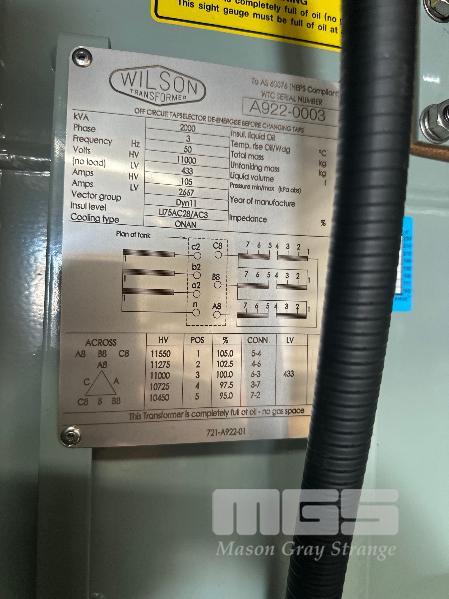 completely full of oil (no g
This sight gauge must be full of oil at a
WILSON
TRANSFORMER
To AS 60076 (HEPS Compliant
WTC SERIAL NUMBER
A922-0003
OFF CIRCUIT TAPSELECTOR DE-ENERGISE BEFORE CHANGING TAPS
kVA 2000
Phase 3
Frequency Hz 50
Volts HV 11000
(no load) LV 433
Amps HV 105
Amps LV 2667
Vector group Dyn11
Insul level LI75AC28/AC3
Cooling type ONAN
Insul. liquid Oil
Temp. rise Oil/Wdg °C
Total mass kg
Untanking mass kg
Liquid volume l
Pressure min/max (kPa abs)
Year of manufacture
Impedance %
Plan at tank
c2 C8 7 6 5 4 3 2
b2
B8 7 6 5 4 3 2
a2
n A8 7 6 5 4 3 2
ACROSS HV POS % CONN LV
A8 B8 C8 11550 1 105.0 5-4
11275 2 102.5 4-6
C A 11000 3 100.0 6-3 433
10725 4 97.5 3-7
C8 B B8 10450 5 95.0 7-2
This Transformer is completely full of oil - no gas space
721-A922-01
MGS
Mason Gray Strange